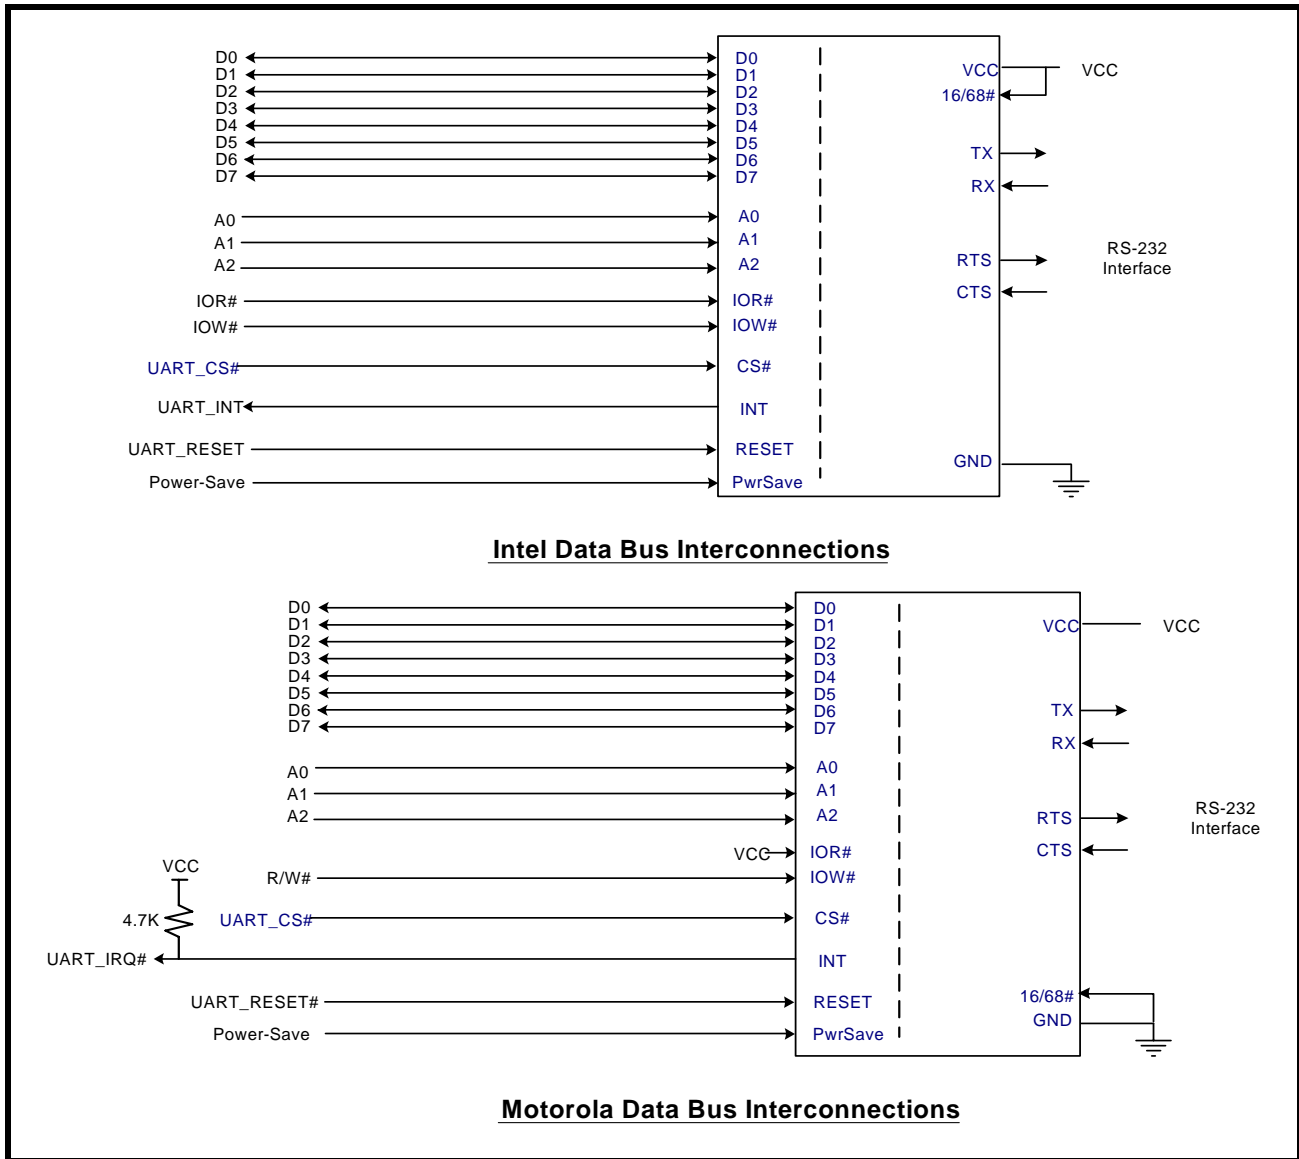 D0
D1
D2
D3
D4
D5
D6
D7
A0
A1
A2
IOR#
IOW#
UART_CS#
UART_INT
UART_RESET
Power-Save
D0
D1
D2
D3
D4
D5
D6
D7
A0
A1
A2
IOR#
IOW#
CS#
INT
RESET
PwrSave
VCC
16/68#
TX
RX
RTS
CTS
GND
VCC
RS-232
Interface
Intel Data Bus Interconnections
D0
D1
D2
D3
D4
D5
D6
D7
A0
A1
A2
VCC
R/W#
VCC
4.7K
UART_CS#
UART_IRQ#
UART_RESET#
Power-Save
D0
D1
D2
D3
D4
D5
D6
D7
A0
A1
A2
IOR#
IOW#
CS#
INT
RESET
PwrSave
VCC
TX
RX
RTS
CTS
16/68#
GND
VCC
RS-232
Interface
Motorola Data Bus Interconnections